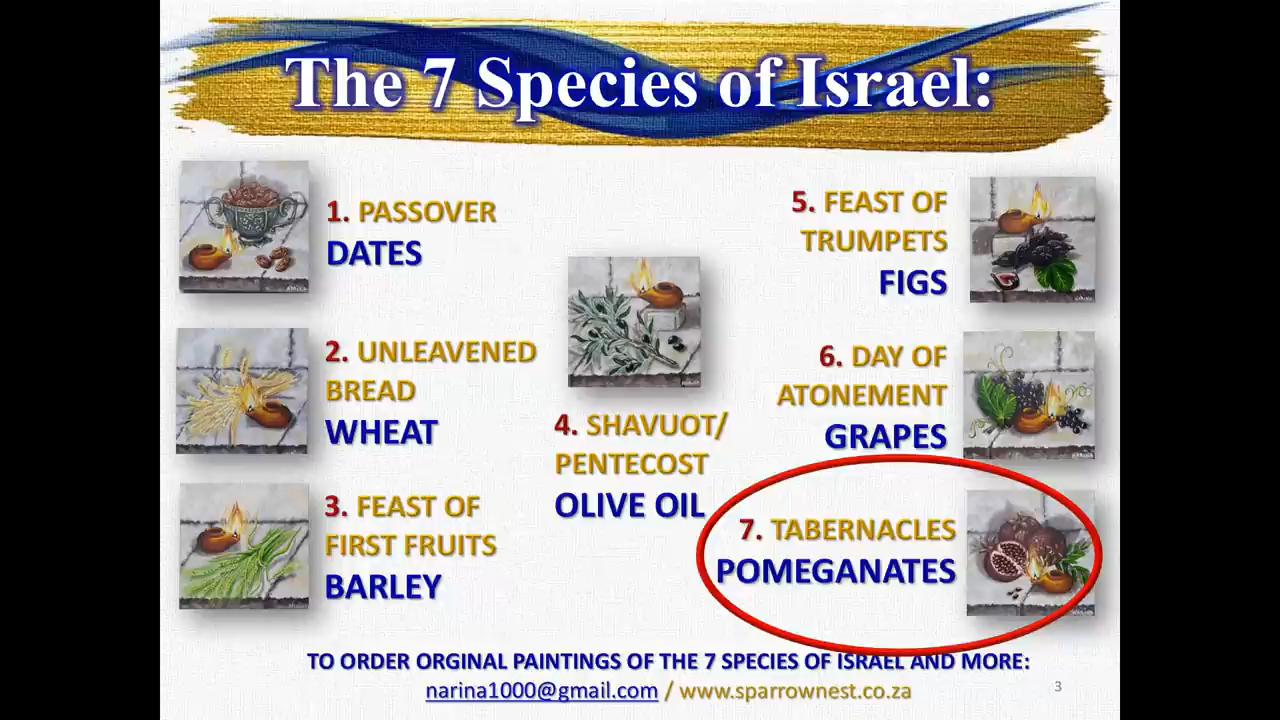 The 7 Species of Israel:
1. PASSOVER
DATES
2. UNLEAVENED
BREAD
WHEAT
3. FEAST OF
FIRST FRUITS
BARLEY
4. SHAVUOT/
PENTECOST
OLIVE OIL
5. FEAST OF
TRUMPETS
FIGS
6. DAY OF
ATONEMENT
GRAPES
7. TABERNACLES
POMEGANATES
TO ORDER ORGINAL PAINTINGS OF THE 7 SPECIES OF ISRAEL AND MORE:
narina1000@gmail.com / www.sparrownest.co.za
3